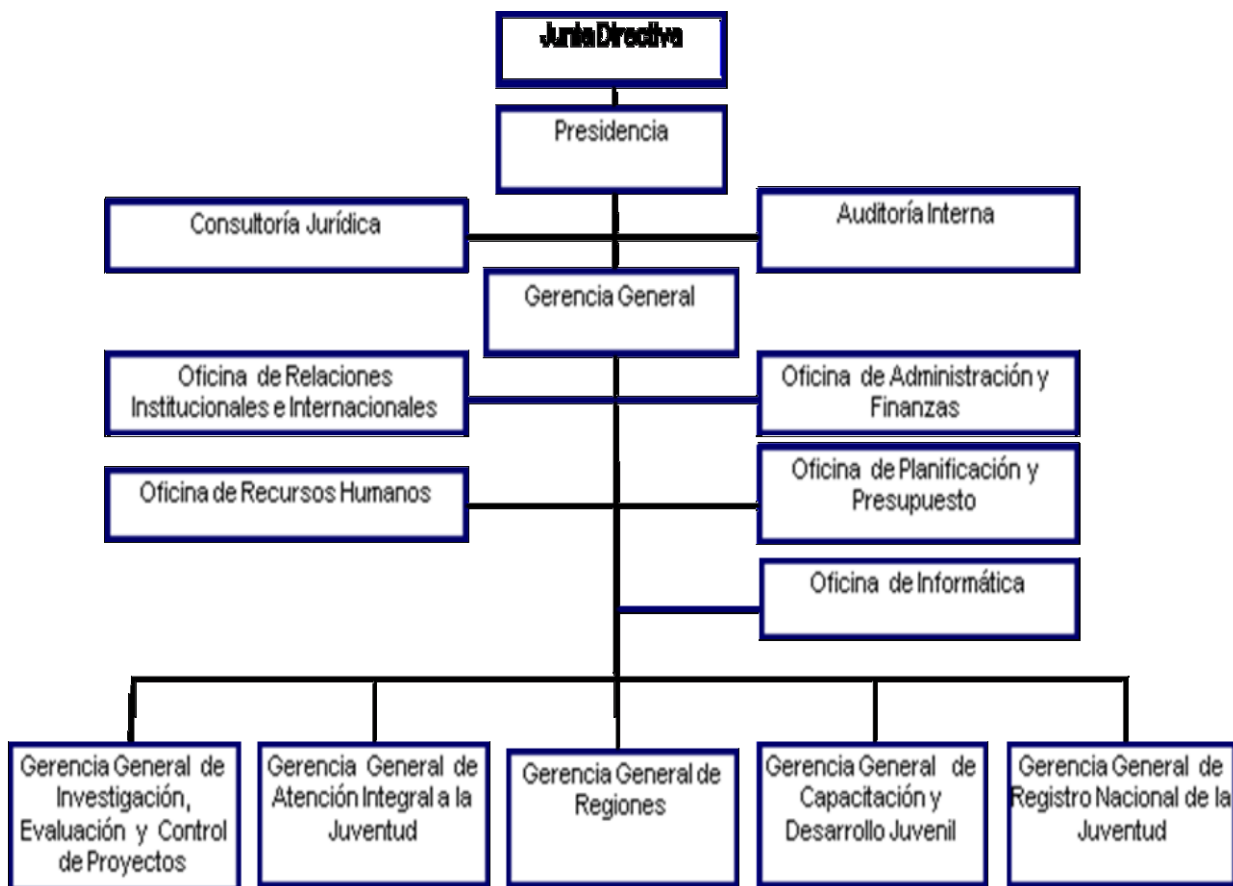 Junta Directiva
Presidencia
Consultoría Jurídica
Auditoría Interna
Gerencia General
Oficina de Relaciones
Institucionales e Internacionales
Oficina de Administración y
Finanzas
Oficina de Recursos Humanos
Oficina de Planificación y
Presupuesto
Oficina de Informática
Gerencia General de
Investigación,
Evaluación y Control
de Proyectos
Gerencia General de
Atención Integral a la
Juventud
Gerencia General de
Regiones
Gerencia General de
Capacitación y
Desarrollo Juvenil
Gerencia General de
Registro Nacional de la
Juventud